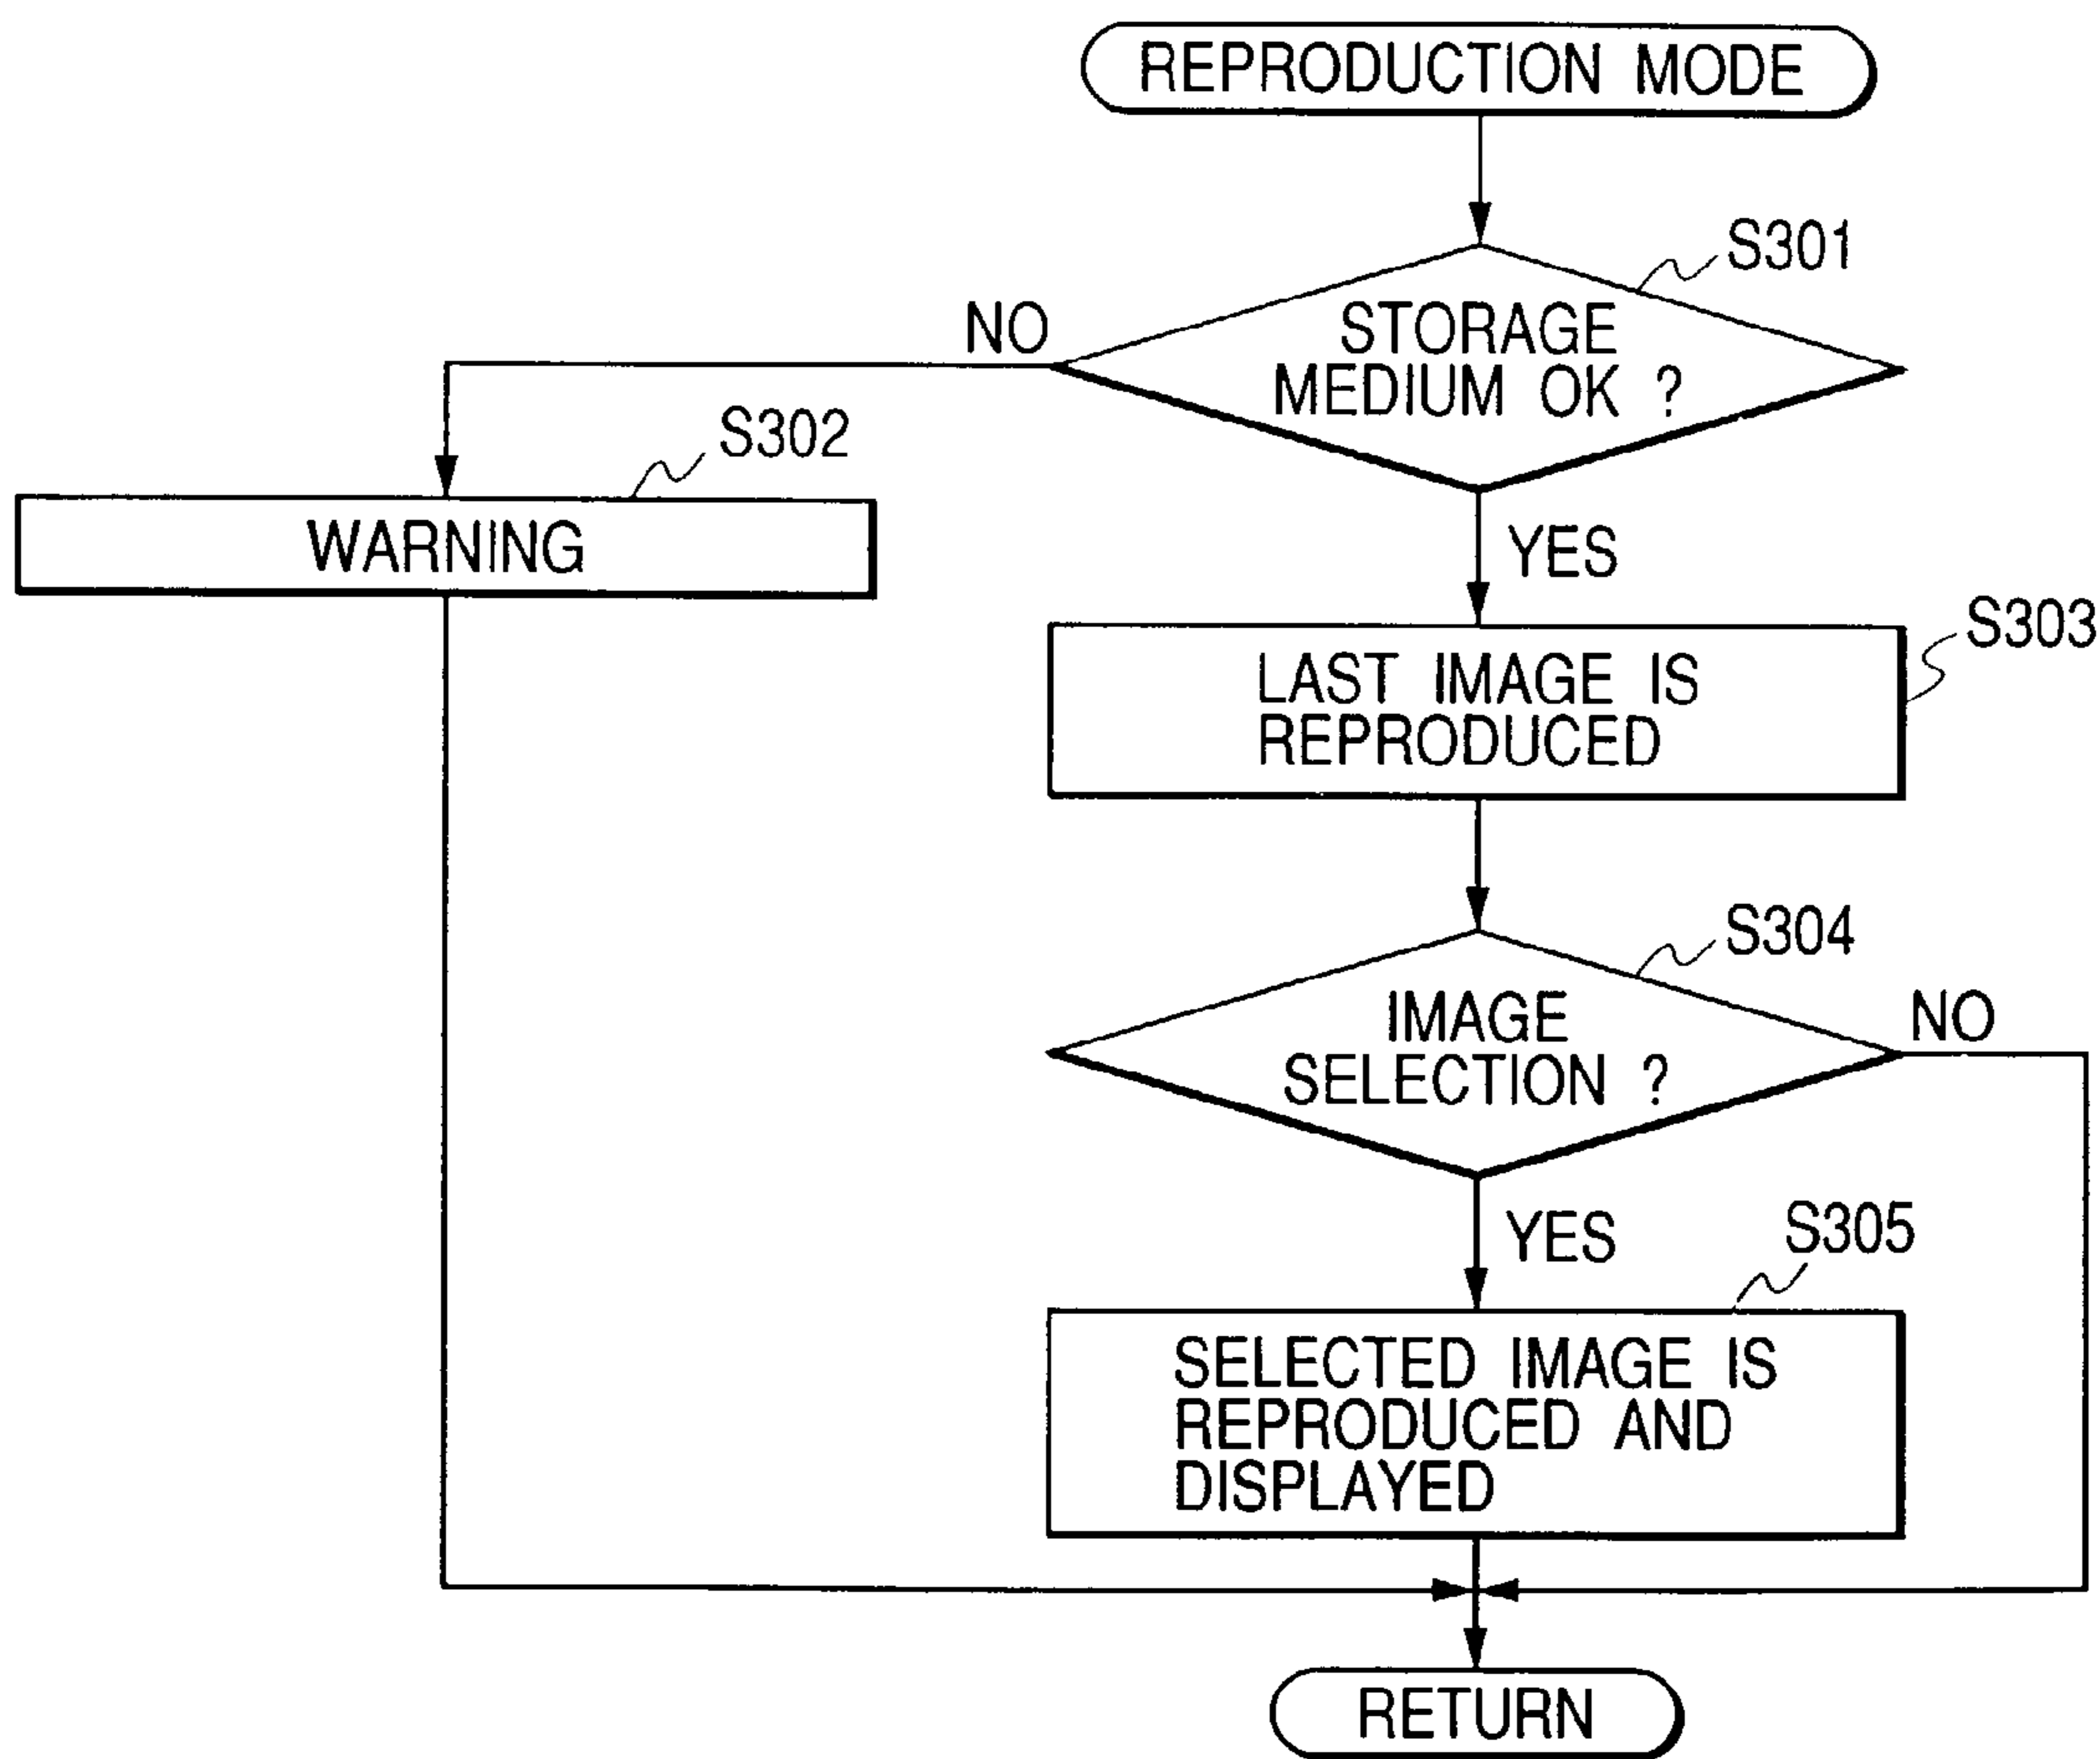 REPRODUCTION MODE
S301
NO
STORAGE
MEDIUM OK ?
S302
WARNING
YES
S303
LAST IMAGE IS
REPRODUCED
S304
IMAGE
SELECTION ?
NO
YES
S305
SELECTED IMAGE IS
REPRODUCED AND
DISPLAYED
RETURN